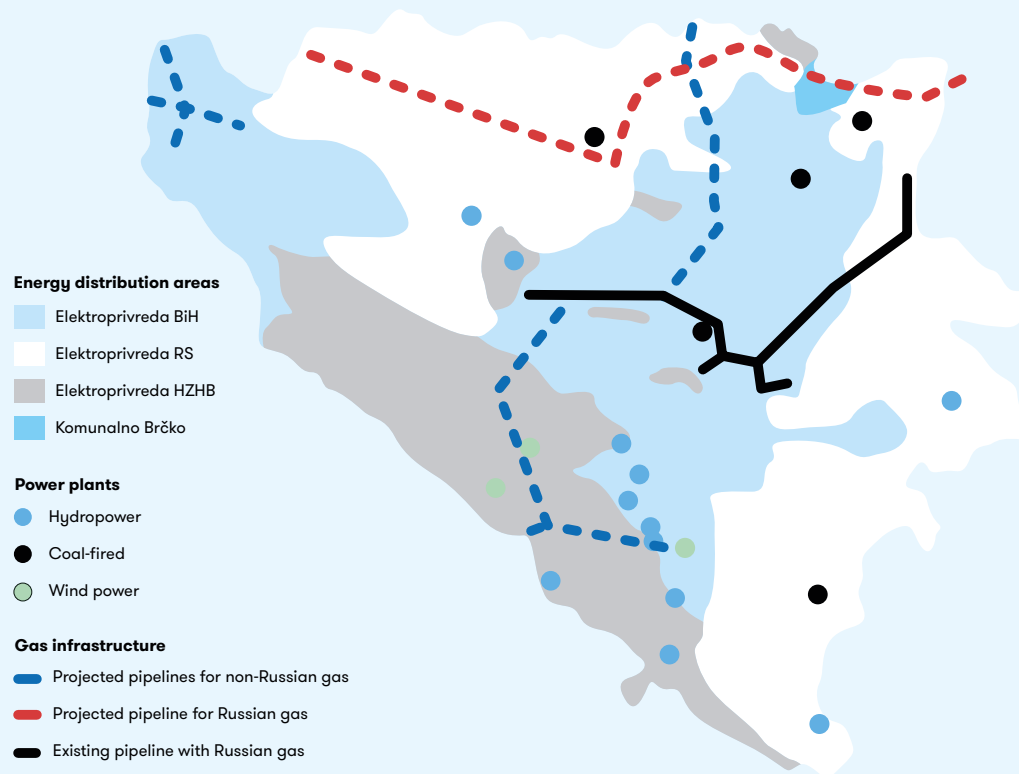 Energy distribution areas
Elektroprivreda BiH
Elektroprivreda RS
Elektroprivreda HZHB
Komunalno Brčko
Power plants
Hydropower
Coal-fired
Wind power
Gas infrastructure
Projected pipelines for non-Russian gas
Projected pipeline for Russian gas
Existing pipeline with Russian gas